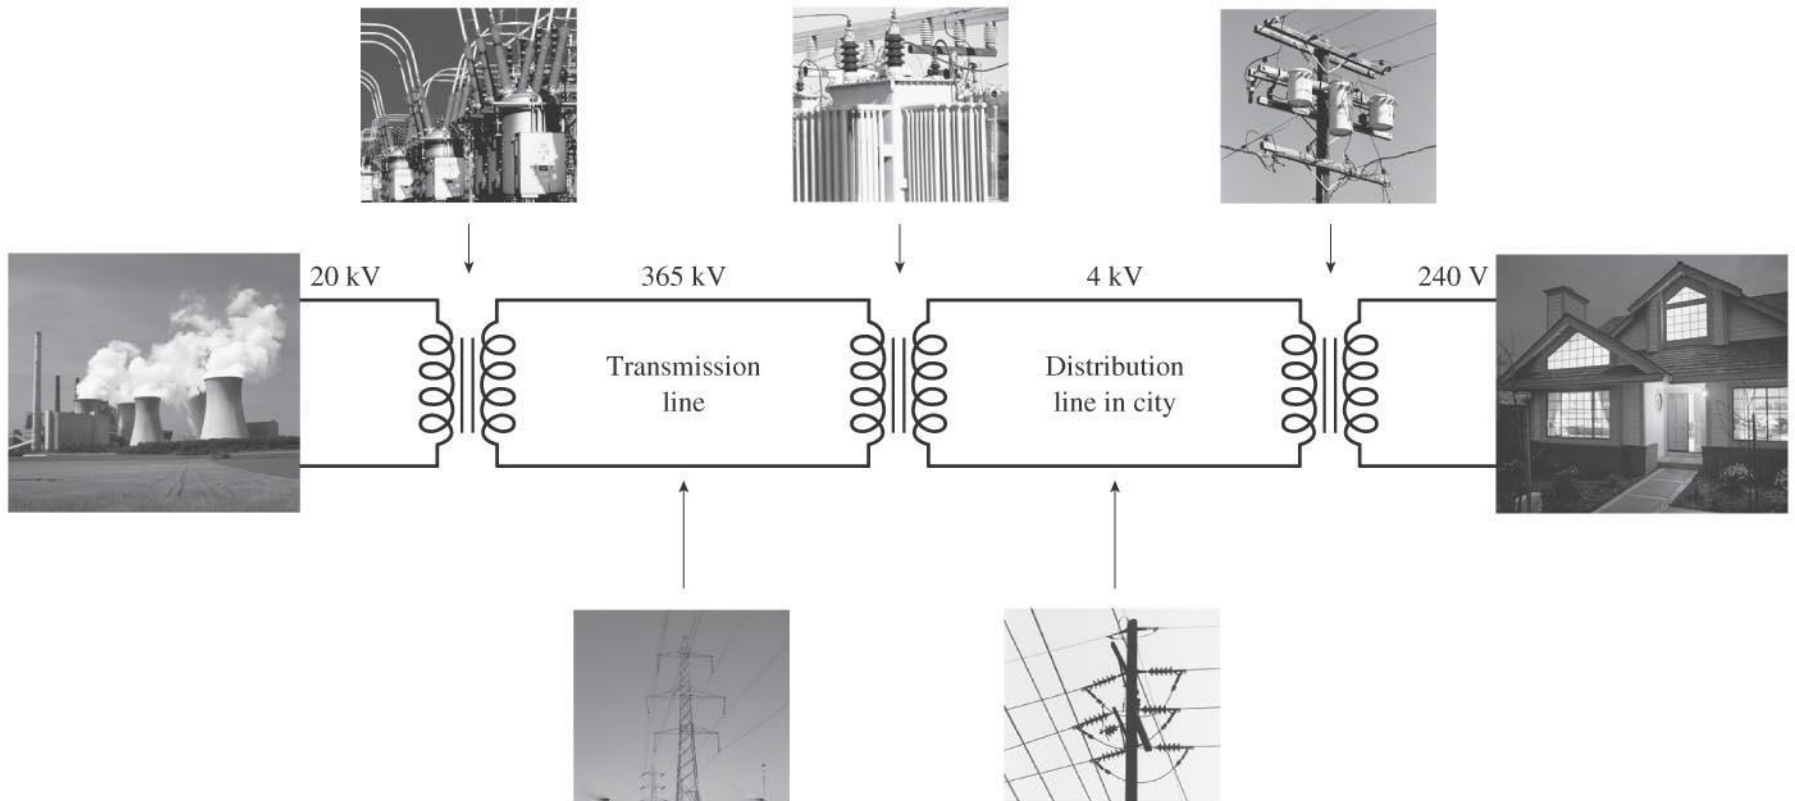 20 kV
365 kV
4 kV
240 V
Transmission
line
Distribution
line in city